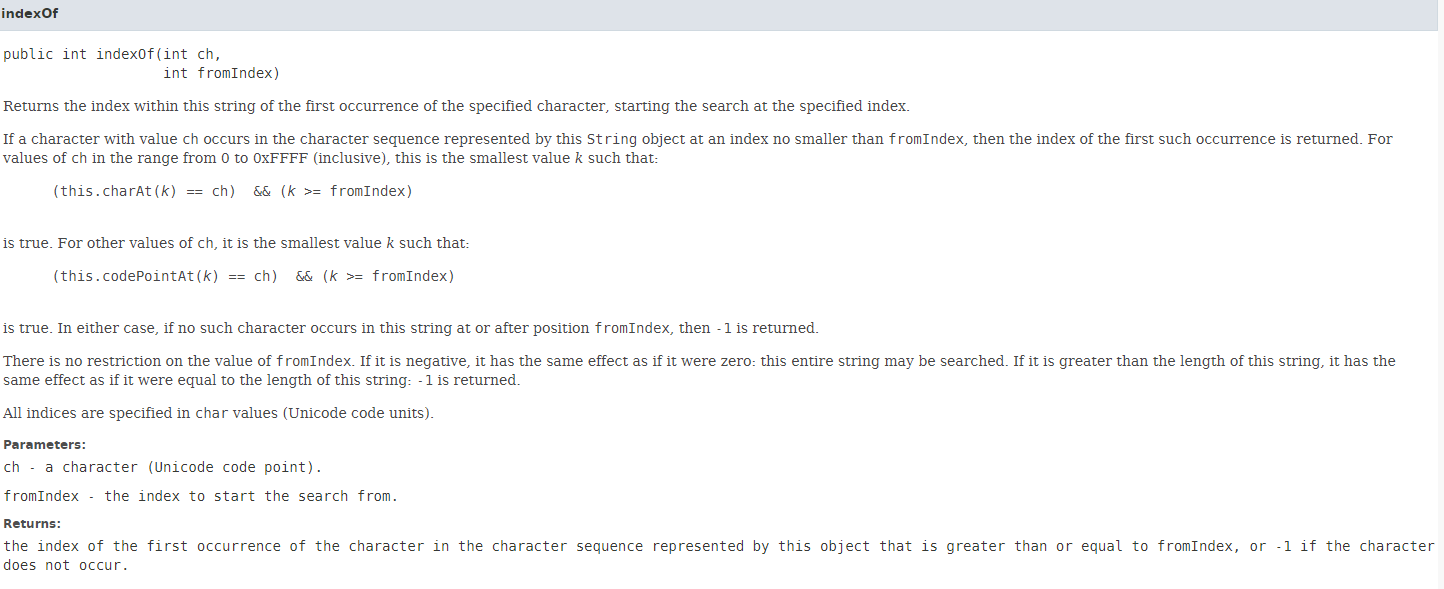 indexOf
public int indexOf(int ch,
int fromIndex)
Returns the index within this string of the first occurrence of the specified character, starting the search at the specified index.
If a character with value ch occurs in the character sequence represented by this String object at an index no smaller than fromIndex, then the index of the first such occurrence is returned. For
values of ch in the range from 0 to 0xFFFF (inclusive), this is the smallest value k such that:
(this.charAt(k) == ch)  && (k >= fromIndex)
is true. For other values of ch, it is the smallest value k such that:
(this.codePointAt(k) == ch)  && (k >= fromIndex)
is true. In either case, if no such character occurs in this string at or after position fromIndex, then -1 is returned.
There is no restriction on the value of fromIndex. If it is negative, it has the same effect as if it were zero: this entire string may be searched. If it is greater than the length of this string, it has the
same effect as if it were equal to the length of this string: -1 is returned.
All indices are specified in char values (Unicode code units).
Parameters:
ch - a character (Unicode code point).
fromIndex - the index to start the search from.
Returns:
the index of the first occurrence of the character in the character sequence represented by this object that is greater than or equal to fromIndex, or -1 if the character
does not occur.